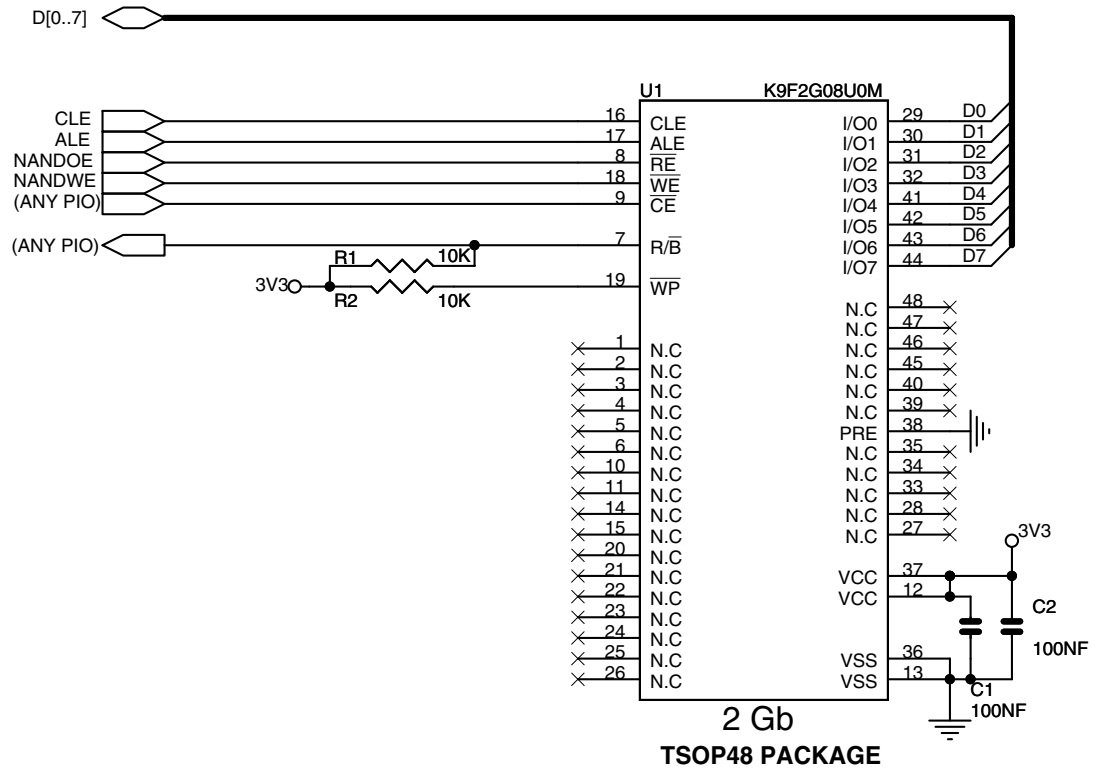 D[0..7]
U1 K9F2G08U0M
CLE 16 CLE I/O0 29 D0
ALE 17 ALE I/O1 30 D1
NANDOE 8 RE I/O2 31 D2
NANDWE 18 WE I/O3 32 D3
(ANY PIO) 9 CE I/O4 41 D4
I/O5 42 D5
(ANY PIO) 7 R/B I/O6 43 D6
R1 10K I/O7 44 D7
3V3 19 WP
R2 10K
N.C 48
N.C 47
1 N.C N.C 46
2 N.C N.C 45
3 N.C N.C 40
4 N.C N.C 39
5 N.C PRE 38
6 N.C N.C 35
10 N.C N.C 34
11 N.C N.C 33
14 N.C N.C 28
15 N.C N.C 27
3V3
20 N.C
21 N.C VCC 37
22 N.C VCC 12
C2
23 N.C
24 N.C
100NF
25 N.C VSS 36
26 N.C VSS 13
C1
100NF
2 Gb
TSOP48 PACKAGE